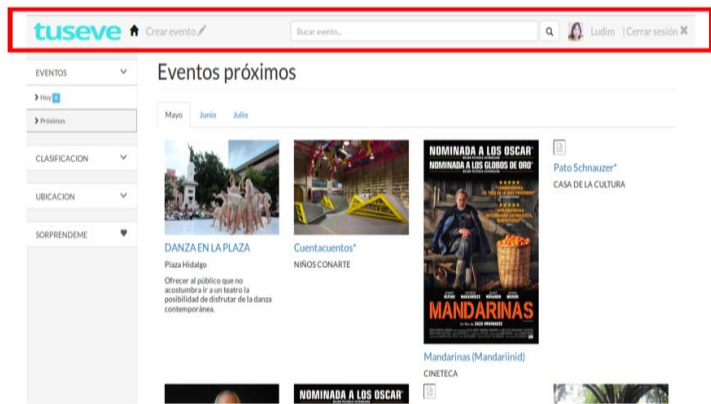 tuseve
Crear evento
Bucar evento..
Ludim | Cerrar sesión ✖
EVENTOS
Hoy
Próximos
CLASIFICACION
UBICACION
SORPRENDEME
Eventos próximos
Mayo Junio Julio
DANZA EN LA PLAZA
Plaza Hidalgo
Ofrecer al público que no
acostumbra ir a un teatro la
posibilidad de disfrutar de la danza
contemporánea.
Cuentacuentos*
NIÑOS CONARTE
NOMINADA A LOS OSCAR
NOMINADA A LOS GLOBOS DE ORO
MANDARINAS
Mandarinas (Mandariinid)
CINETECA
Pato Schnauzer*
CASA DE LA CULTURA
NOMINADA A LOS OSCAR